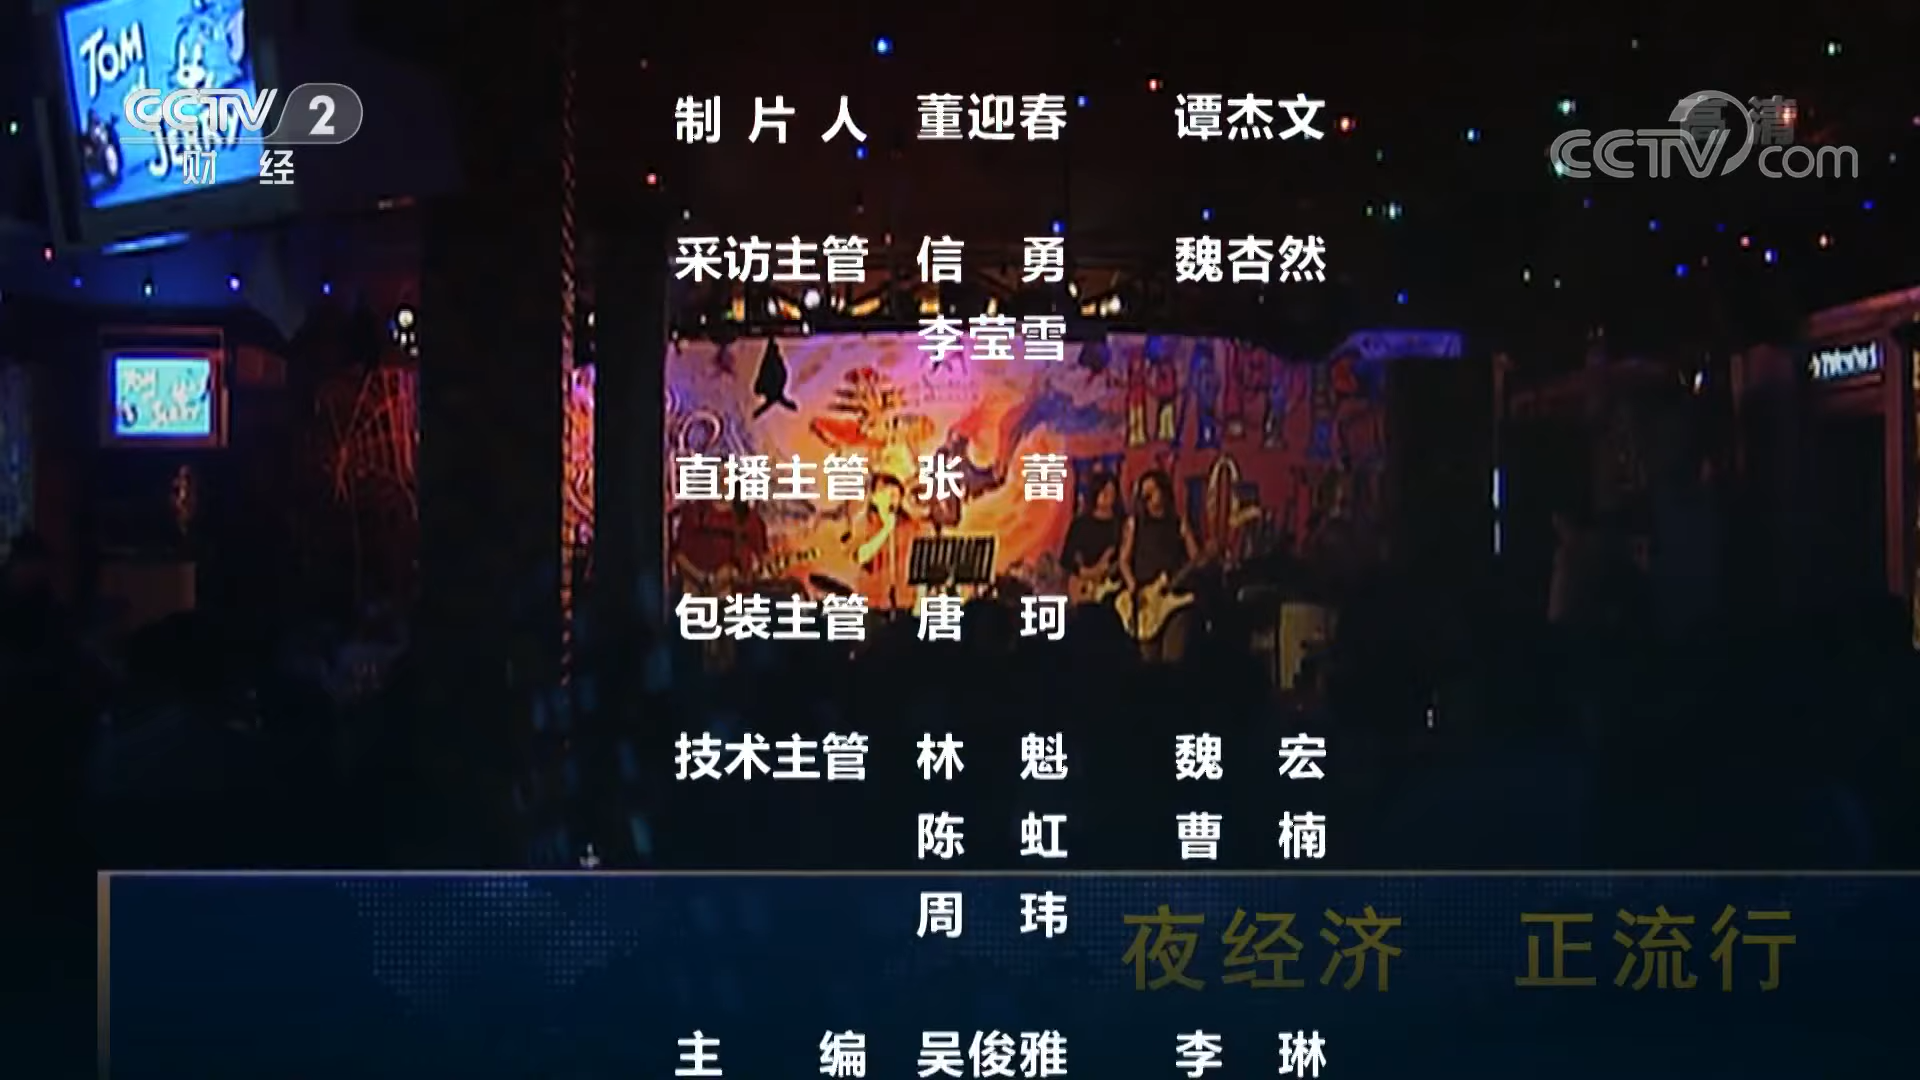 TOM
JERRY
CCTV 2
财 经
高清
CCTV com
制片人 董迎春 谭杰文
采访主管 信勇 魏杏然
李莹雪
TOM
JERRY
直播主管 张蕾
包装主管 唐珂
技术主管 林魁 魏宏
陈虹 曹楠
周玮
夜经济 正流行
主编 吴俊雅 李琳